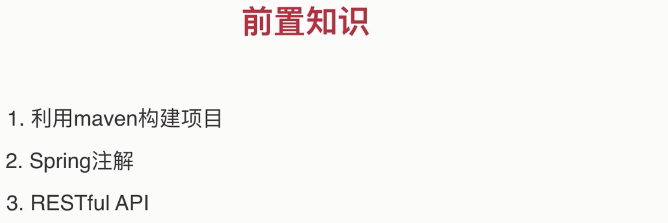 前置知识
1. 利用maven构建项目
2. Spring注解
3. RESTful API